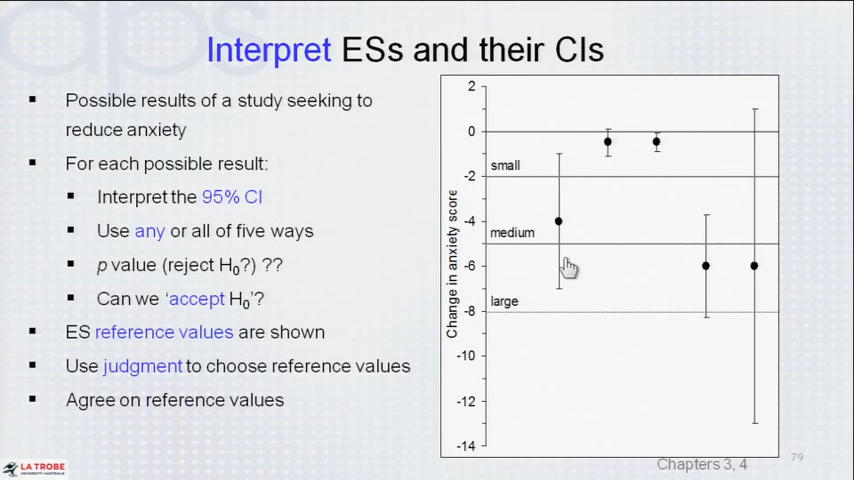 Interpret ESs and their CIs
▪ Possible results of a study seeking to
reduce anxiety
▪ For each possible result:
▪ Interpret the 95% CI
▪ Use any or all of five ways
▪ p value (reject H₀?) ??
▪ Can we ‘accept H₀’?
▪ ES reference values are shown
▪ Use judgment to choose reference values
▪ Agree on reference values
Change in anxiety score
2
0
small
-2
-4
medium
-6
large
-8
-10
-12
-14
Chapters 3, 4
79
LA TROBE
UNIVERSITY AUSTRALIA
aps